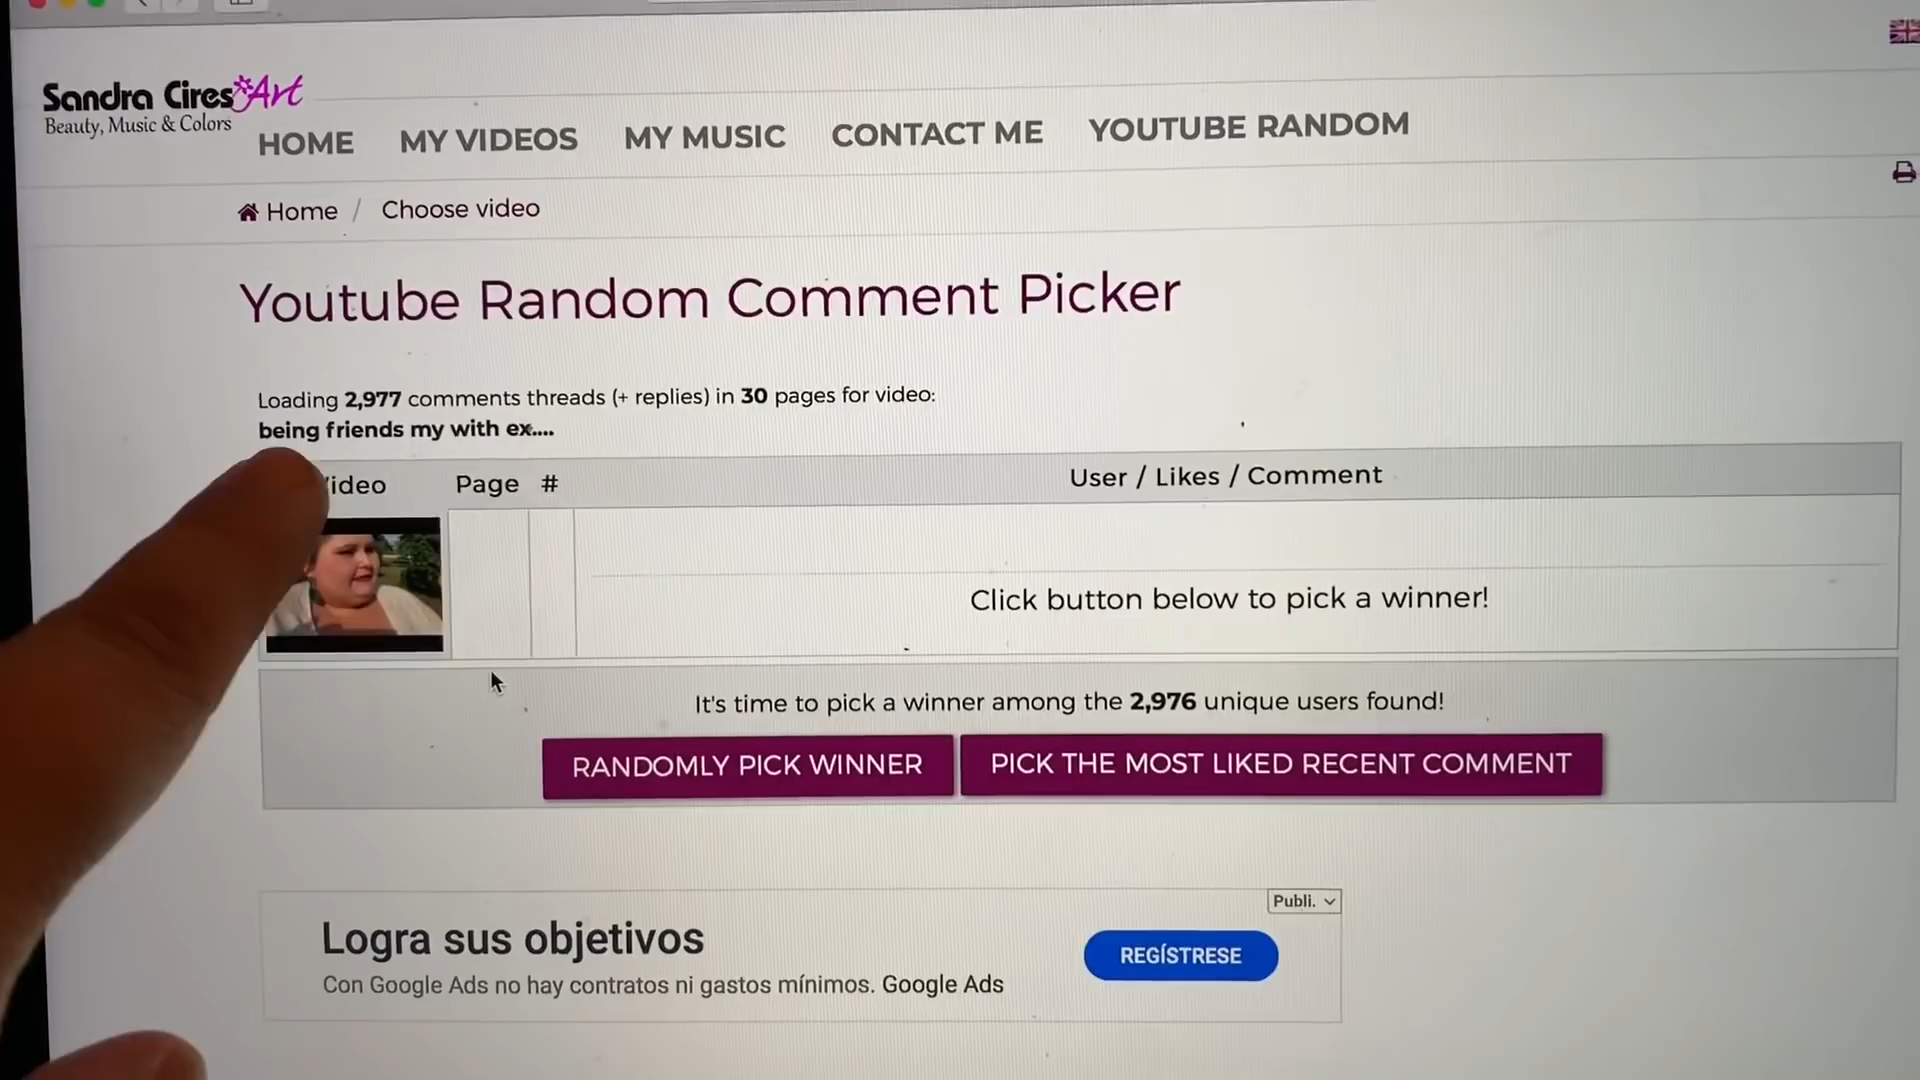 Sandra Cires Art
Beauty, Music & Colors
HOME MY VIDEOS MY MUSIC CONTACT ME YOUTUBE RANDOM
Home / Choose video
Youtube Random Comment Picker
Loading 2,977 comments threads (+ replies) in 30 pages for video:
being friends my with ex....
ideo Page # User / Likes / Comment
Click button below to pick a winner!
It's time to pick a winner among the 2,976 unique users found!
RANDOMLY PICK WINNER PICK THE MOST LIKED RECENT COMMENT
Publi.
Logra sus objetivos
Con Google Ads no hay contratos ni gastos mínimos. Google Ads
REGÍSTRESE